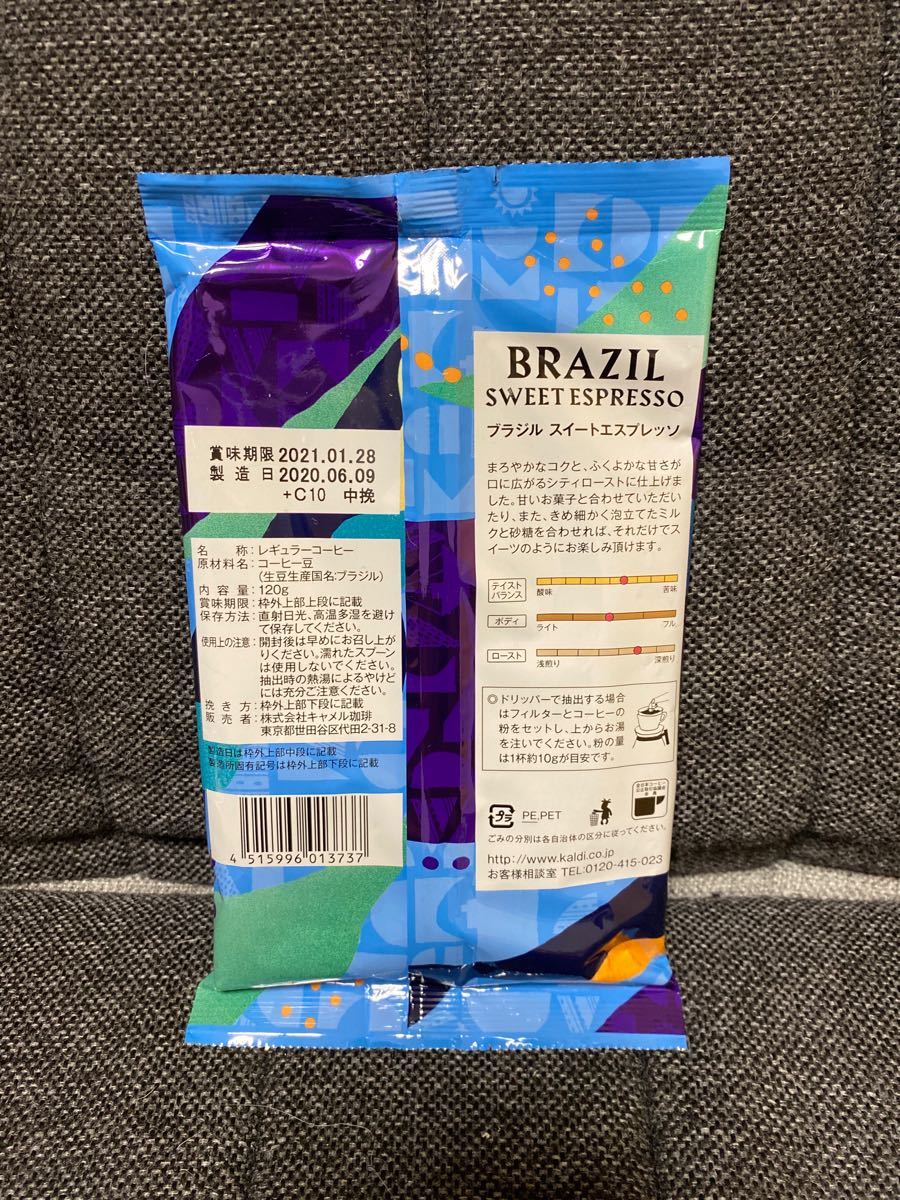 賞味期限 2021.01.28
製造日 2020.06.09
+C10 中挽
名称：レギュラーコーヒー
原材料名：コーヒー豆
(生豆生産国名:ブラジル)
内容量：120g
賞味期限：枠外上部上段に記載
保存方法：直射日光、高温多湿を避け
て保存してください。
使用上の注意：開封後は早めにお召し上が
りください。濡れたスプーン
は使用しないでください。
抽出時の熱湯によるやけど
には充分ご注意ください。
挽き方：枠外上部下段に記載
販売者：株式会社キャメル珈琲
東京都世田谷区代田2-31-8
製造日は枠外上部中段に記載
製造所固有記号は枠外上部下段に記載
4 515996 013737
BRAZIL
SWEET ESPRESSO
ブラジル スイートエスプレッソ
まろやかなコクと、ふくよかな甘さが
口に広がるシティローストに仕上げま
した。甘いお菓子と合わせていただい
たり、また、きめ細かく泡立てたミル
クと砂糖を合わせれば、それだけでス
イーツのようにお楽しみ頂けます。
テイスト
バランス
酸味 苦味
ボディ
ライト フル
ロースト
浅煎り 深煎り
◎ドリッパーで抽出する場合
はフィルターとコーヒーの
粉をセットし、上からお湯
を注いでください。粉の量
は1杯約10gが目安です。
プラ PE,PET
ごみの分別は各自治体の区分に従ってください。
http://www.kaldi.co.jp
お客様相談室 TEL:0120-415-023